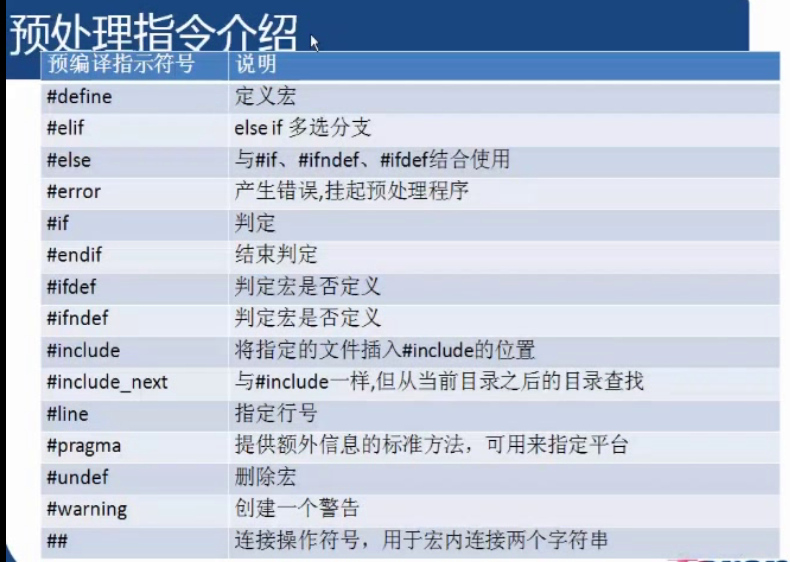 预处理指令介绍
预编译指示符号 说明
#define 定义宏
#elif else if 多选分支
#else 与#if、#ifndef、#ifdef结合使用
#error 产生错误,挂起预处理程序
#if 判定
#endif 结束判定
#ifdef 判定宏是否定义
#ifndef 判定宏是否定义
#include 将指定的文件插入#include的位置
#include_next 与#include一样,但从当前目录之后的目录查找
#line 指定行号
#pragma 提供额外信息的标准方法，可用来指定平台
#undef 删除宏
#warning 创建一个警告
## 连接操作符号，用于宏内连接两个字符串